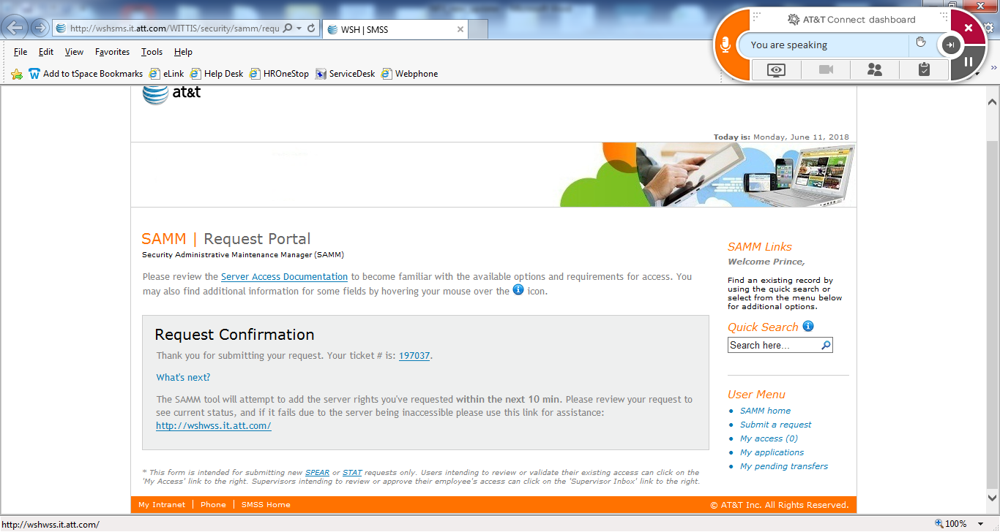 http://wshsms.it.att.com/WITTIS/security/samm/requ
WSH | SMSS
AT&T Connect dashboard
You are speaking
File Edit View Favorites Tools Help
Add to tSpace Bookmarks eLink Help Desk HROneStop ServiceDesk Webphone
at&t
Today is: Monday, June 11, 2018
SAMM | Request Portal
Security Administrative Maintenance Manager (SAMM)
Please review the Server Access Documentation to become familiar with the available options and requirements for access. You
may also find additional information for some fields by hovering your mouse over the i icon.
Request Confirmation
Thank you for submitting your request. Your ticket # is: 197037.
What's next?
The SAMM tool will attempt to add the server rights you've requested within the next 10 min. Please review your request to
see current status, and if it fails due to the server being inaccessible please use this link for assistance:
http://wshwss.it.att.com/
* This form is intended for submitting new SPEAR or STAT requests only. Users intending to review or validate their existing access can click on the
'My Access' link to the right. Supervisors intending to review or approve their employee's access can click on the 'Supervisor Inbox' link to the right.
SAMM Links
Welcome Prince,
Find an existing record by
using the quick search or
select from the menu below
for additional options.
Quick Search i
Search here...
User Menu
SAMM home
Submit a request
My access (0)
My applications
My pending transfers
My Intranet | Phone | SMSS Home
© AT&T Inc. All Rights Reserved.
http://wshwss.it.att.com/
100%